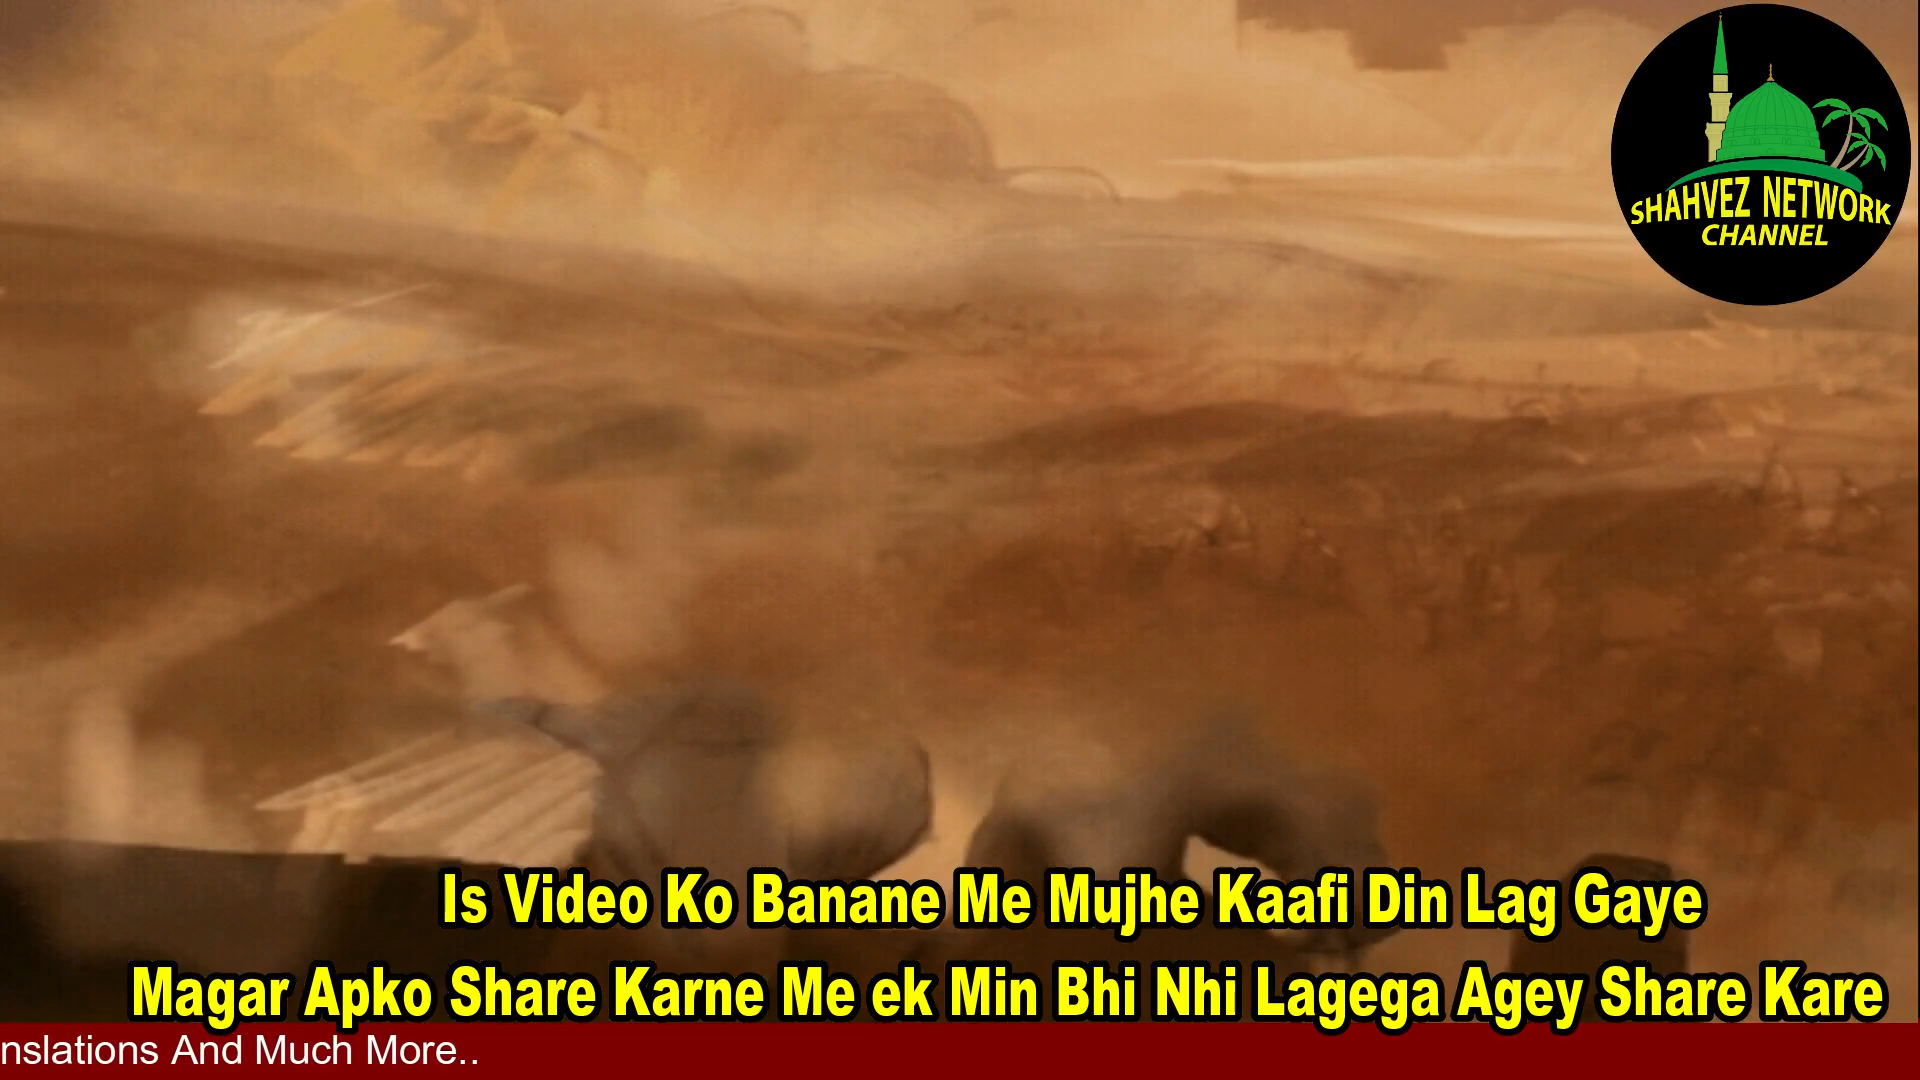 SHAHVEZ NETWORK
CHANNEL
Is Video Ko Banane Me Mujhe Kaafi Din Lag Gaye
Magar Apko Share Karne Me ek Min Bhi Nhi Lagega Agey Share Kare
nslations And Much More..